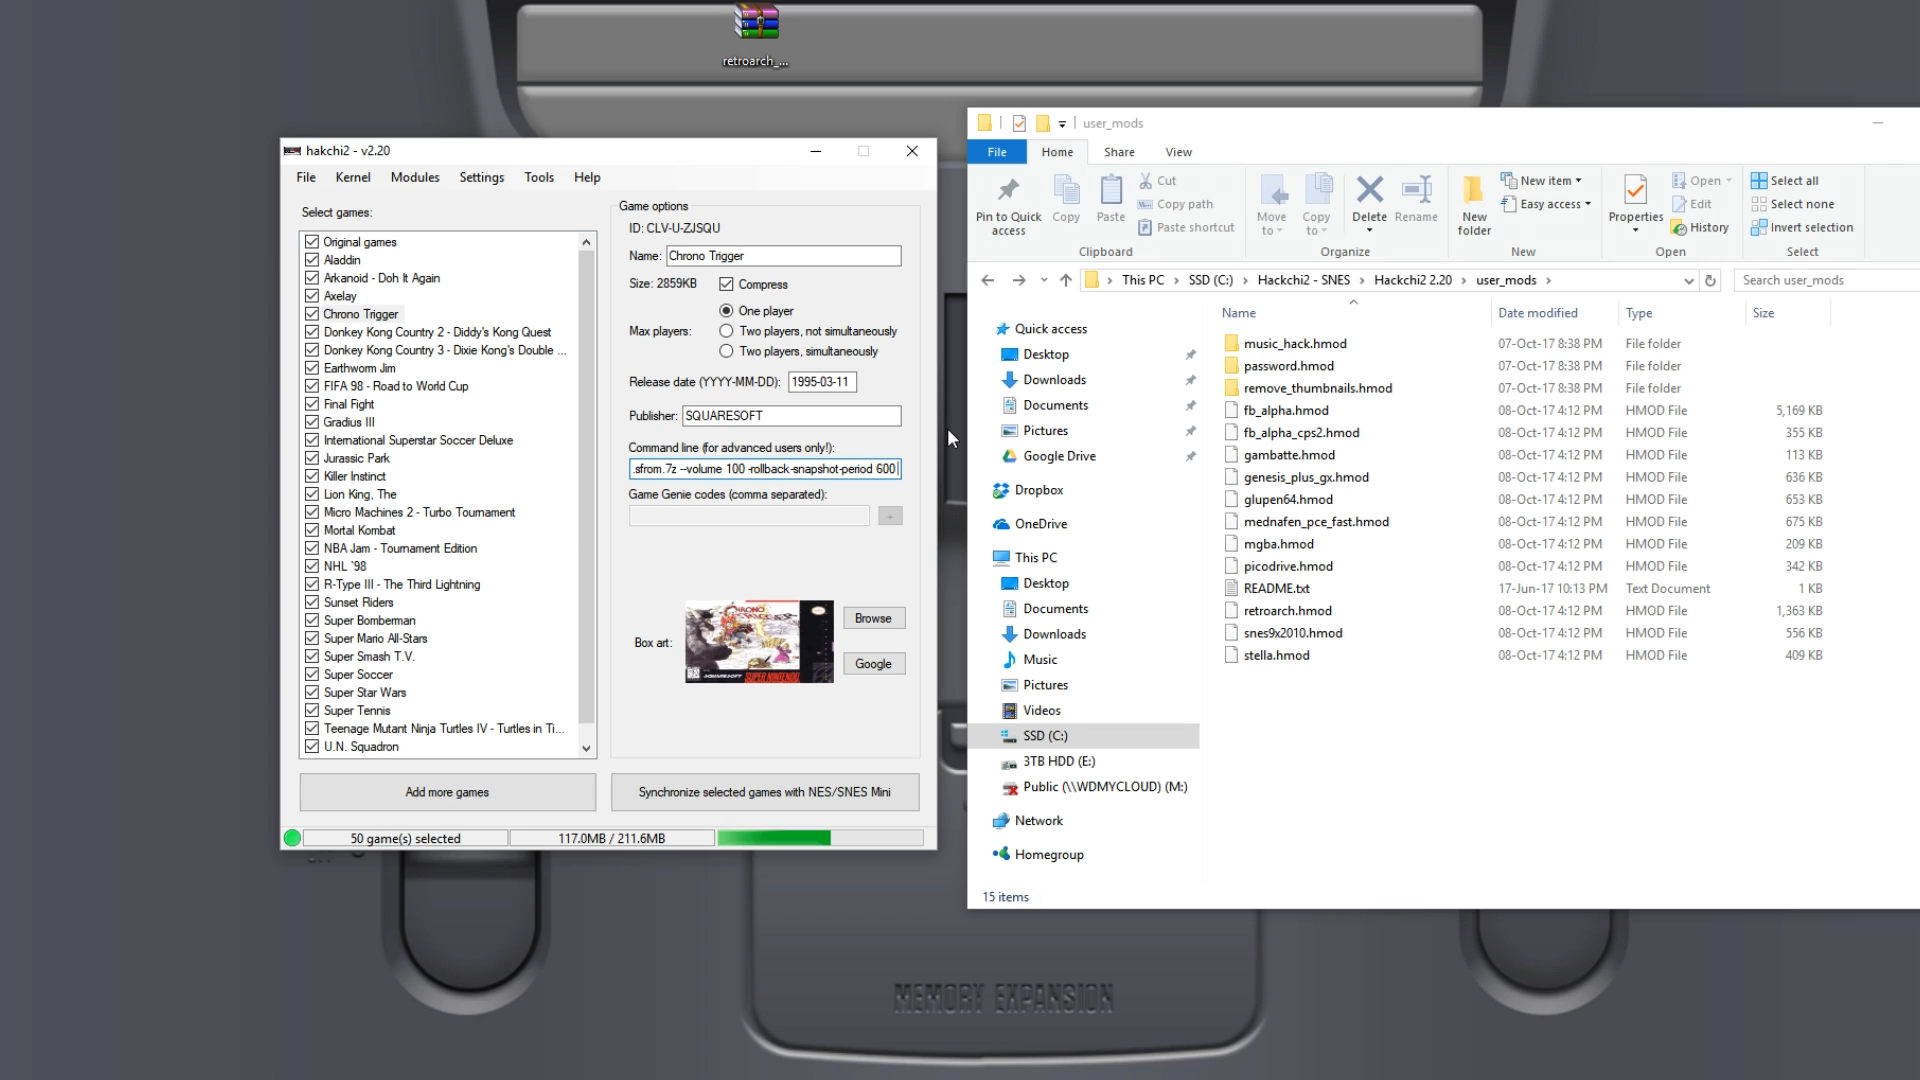 retroarch_...
hakchi2 - v2.20
File Kernel Modules Settings Tools Help
Select games:
Original games
Aladdin
Arkanoid - Doh It Again
Axelay
Chrono Trigger
Donkey Kong Country 2 - Diddy's Kong Quest
Donkey Kong Country 3 - Dixie Kong's Double ...
Earthworm Jim
FIFA 98 - Road to World Cup
Final Fight
Gradius III
International Superstar Soccer Deluxe
Jurassic Park
Killer Instinct
Lion King, The
Micro Machines 2 - Turbo Tournament
Mortal Kombat
NBA Jam - Tournament Edition
NHL `98
R-Type III - The Third Lightning
Sunset Riders
Super Bomberman
Super Mario All-Stars
Super Smash T.V.
Super Soccer
Super Star Wars
Super Tennis
Teenage Mutant Ninja Turtles IV - Turtles in Ti...
U.N. Squadron
Add more games
Game options
ID: CLV-U-ZJSQU
Name: Chrono Trigger
Size: 2859KB Compress
Max players:
One player
Two players, not simultaneously
Two players, simultaneously
Release date (YYYY-MM-DD): 1995-03-11
Publisher: SQUARESOFT
Command line (for advanced users only!):
.sfrom.7z --volume 100 -rollback-snapshot-period 600
Game Genie codes (comma separated):
+
Box art:
SQUARESOFT SUPER NINTENDO
Browse
Google
Synchronize selected games with NES/SNES Mini
50 game(s) selected 117.0MB / 211.6MB
user_mods
File Home Share View
Pin to Quick access
Copy
Paste
Cut
Copy path
Paste shortcut
Clipboard
Move to
Copy to
Delete
Rename
Organize
New folder
New item
Easy access
New
Properties
Open
Edit
History
Open
Select all
Select none
Invert selection
Select
This PC SSD (C:) Hackchi2 - SNES Hackchi2 2.20 user_mods
Search user_mods
Quick access
Desktop
Downloads
Documents
Pictures
Google Drive
Dropbox
OneDrive
This PC
Desktop
Documents
Downloads
Music
Pictures
Videos
SSD (C:)
3TB HDD (E:)
Public (\\WDMYCLOUD) (M:)
Network
Homegroup
Name Date modified Type Size
music_hack.hmod 07-Oct-17 8:38 PM File folder
password.hmod 07-Oct-17 8:38 PM File folder
remove_thumbnails.hmod 07-Oct-17 8:38 PM File folder
fb_alpha.hmod 08-Oct-17 4:12 PM HMOD File 5,169 KB
fb_alpha_cps2.hmod 08-Oct-17 4:12 PM HMOD File 355 KB
gambatte.hmod 08-Oct-17 4:12 PM HMOD File 113 KB
genesis_plus_gx.hmod 08-Oct-17 4:12 PM HMOD File 636 KB
glupen64.hmod 08-Oct-17 4:12 PM HMOD File 653 KB
mednafen_pce_fast.hmod 08-Oct-17 4:12 PM HMOD File 675 KB
mgba.hmod 08-Oct-17 4:12 PM HMOD File 209 KB
picodrive.hmod 08-Oct-17 4:12 PM HMOD File 342 KB
README.txt 17-Jun-17 10:13 PM Text Document 1 KB
retroarch.hmod 08-Oct-17 4:12 PM HMOD File 1,363 KB
snes9x2010.hmod 08-Oct-17 4:12 PM HMOD File 556 KB
stella.hmod 08-Oct-17 4:12 PM HMOD File 409 KB
15 items
MEMORY EXPANSION